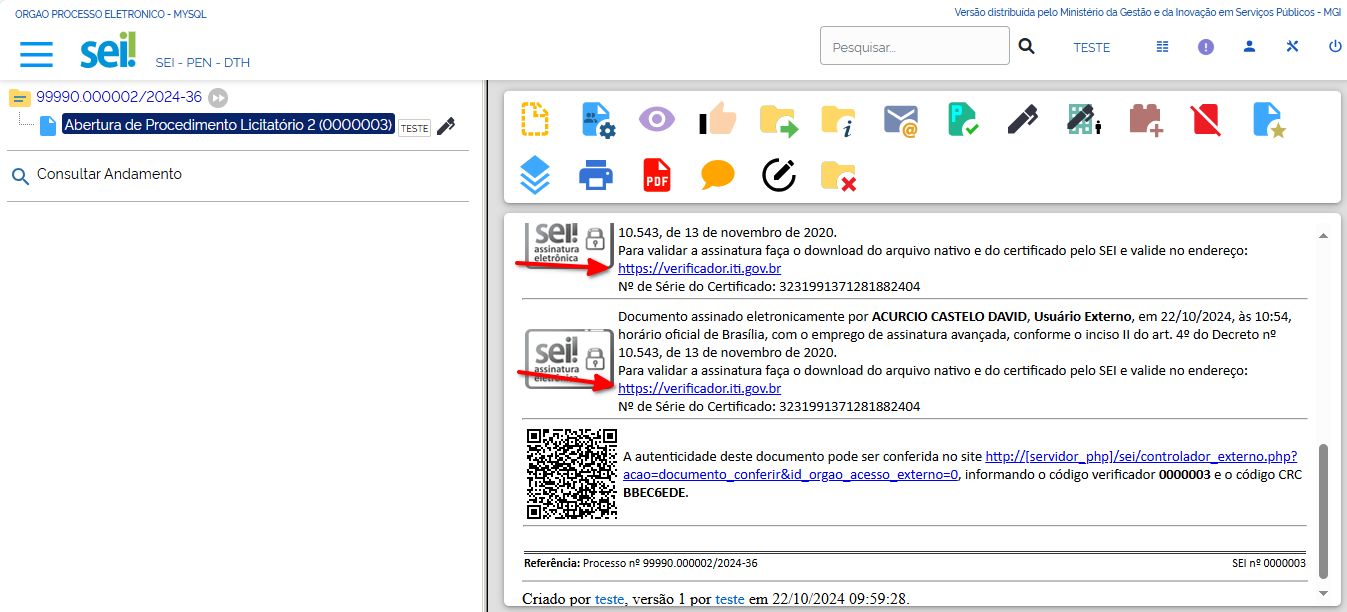 ORGAO PROCESSO ELETRONICO - MYSQL
Versão distribuída pelo Ministério da Gestão e da Inovação em Serviços Públicos - MGI
sei!
SEI - PEN - DTH
Pesquisar...
TESTE
99990.000002/2024-36
Abertura de Procedimento Licitatório 2 (0000003)
TESTE
Consultar Andamento
P
i
@
PDF
sei!
assinatura
eletrônica
10.543, de 13 de novembro de 2020.
Para validar a assinatura faça o download do arquivo nativo e do certificado pelo SEI e valide no endereço:
https://verificador.iti.gov.br
Nº de Série do Certificado: 3231991371281882404
sei!
assinatura
eletrônica
Documento assinado eletronicamente por ACURCIO CASTELO DAVID, Usuário Externo, em 22/10/2024, às 10:54,
horário oficial de Brasília, com o emprego de assinatura avançada, conforme o inciso II do art. 4º do Decreto nº
10.543, de 13 de novembro de 2020.
Para validar a assinatura faça o download do arquivo nativo e do certificado pelo SEI e valide no endereço:
https://verificador.iti.gov.br
Nº de Série do Certificado: 3231991371281882404
A autenticidade deste documento pode ser conferida no site http://[servidor_php]/sei/controlador_externo.php?
acao=documento_conferir&id_orgao_acesso_externo=0, informando o código verificador 0000003 e o código CRC
BBEC6EDE.
Referência: Processo nº 99990.000002/2024-36
SEI nº 0000003
Criado por teste, versão 1 por teste em 22/10/2024 09:59:28.